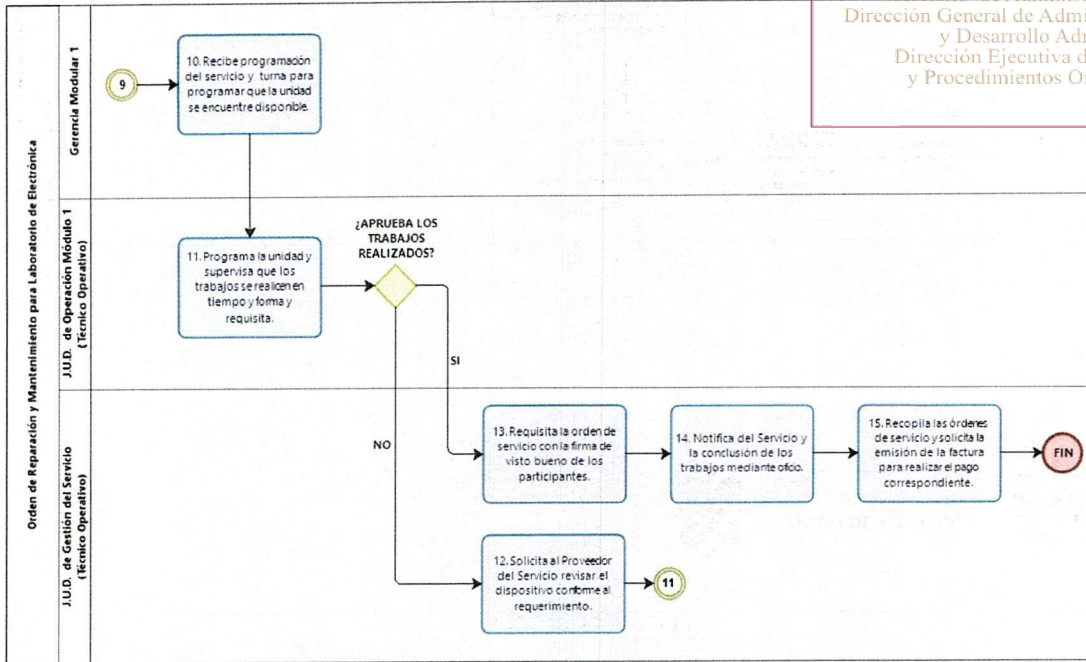 Dirección General de Admi
y Desarrollo Adm
Dirección Ejecutiva d
y Procedimientos Or
Orden de Reparación y Mantenimiento para Laboratorio de Electrónica
Gerencia Modular 1
9
10. Recibe programación
del servicio y turna para
programar que la unidad
se encuentre disponible.
J.U.D. de Operación Módulo 1
(Técnico Operativo)
11. Programa la unidad y
supervisa que los
trabajos se realicen en
tiempo y forma y
requisita.
¿APRUEBA LOS
TRABAJOS
REALIZADOS?
SI
NO
J.U.D. de Gestión del Servicio
(Técnico Operativo)
13. Requisita la orden de
servicio con la firma de
visto bueno de los
participantes.
14. Notifica del Servicio y
la conclusión de los
trabajos mediante oficio.
15. Recopila las órdenes
de servicio y solicita la
emisión de la factura
para realizar el pago
correspondiente.
FIN
12. Solicita al Proveedor
del Servicio revisar el
dispositivo conforme al
requerimiento.
11